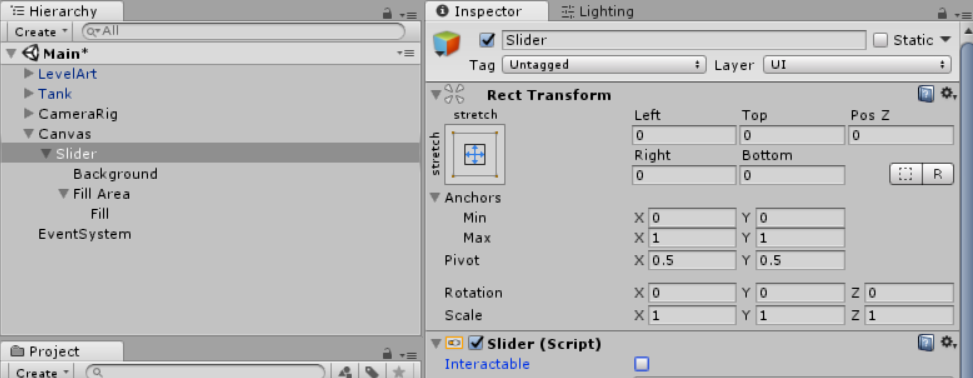 Hierarchy
Create All
Main*
LevelArt
Tank
CameraRig
Canvas
Slider
Background
Fill Area
Fill
EventSystem
Project
Create
Inspector Lighting
Slider Static
Tag Untagged Layer UI
Rect Transform
stretch Left Top Pos Z
stretch
0 0 0
Right Bottom
0 0 R
Anchors
Min X 0 Y 0
Max X 1 Y 1
Pivot X 0.5 Y 0.5
Rotation X 0 Y 0 Z 0
Scale X 1 Y 1 Z 1
Slider (Script)
Interactable